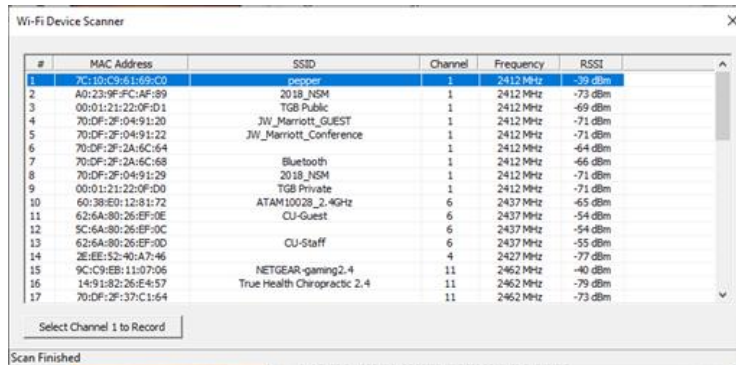 Wi-Fi Device Scanner
# MAC Address SSID Channel Frequency RSSI
1 7C:10:C9:61:69:C0 pepper 1 2412 MHz -39 dBm
2 A0:23:9F:FC:AF:89 2018_NSM 1 2412 MHz -73 dBm
3 00:01:21:22:0F:D1 TGB Public 1 2412 MHz -69 dBm
4 70:DF:2F:04:91:20 JW_Marriott_GUEST 1 2412 MHz -71 dBm
5 70:DF:2F:04:91:22 JW_Marriott_Conference 1 2412 MHz -71 dBm
6 70:DF:2F:2A:6C:64 1 2412 MHz -64 dBm
7 70:DF:2F:2A:6C:68 Bluetooth 1 2412 MHz -66 dBm
8 70:DF:2F:04:91:29 2018_NSM 1 2412 MHz -71 dBm
9 00:01:21:22:0F:D0 TGB Private 1 2412 MHz -71 dBm
10 60:38:E0:12:81:72 ATAM10028_2.4GHz 6 2437 MHz -65 dBm
11 62:6A:80:26:EF:0E CU-Guest 6 2437 MHz -54 dBm
12 5C:6A:80:26:EF:0C 6 2437 MHz -54 dBm
13 62:6A:80:26:EF:0D CU-Staff 6 2437 MHz -55 dBm
14 2E:EE:52:40:A7:46 4 2427 MHz -77 dBm
15 9C:C9:EB:11:07:06 NETGEAR-gaming2.4 11 2462 MHz -40 dBm
16 14:91:82:26:E4:57 True Health Chiropractic 2.4 11 2462 MHz -79 dBm
17 70:DF:2F:37:C1:64 11 2462 MHz -73 dBm
Select Channel 1 to Record
Scan Finished